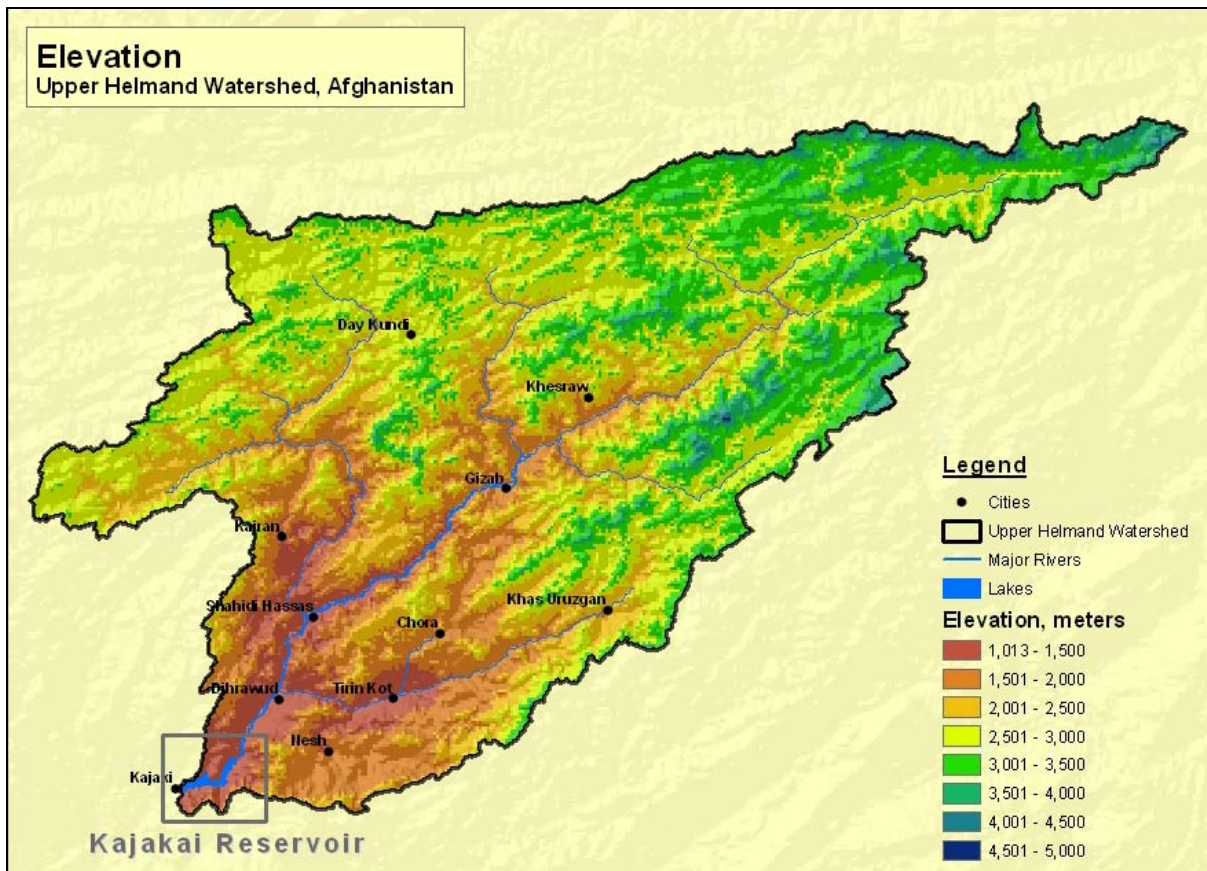 Elevation
Upper Helmand Watershed, Afghanistan
Day Kundi
Khesraw
Gizab
Kajran
Shahidi Hassas
Khas Uruzgan
Chora
Dihrawud
Tirin Kot
Nesh
Kajaki
Kajakai Reservoir
Legend
Cities
Upper Helmand Watershed
Major Rivers
Lakes
Elevation, meters
1,013 - 1,500
1,501 - 2,000
2,001 - 2,500
2,501 - 3,000
3,001 - 3,500
3,501 - 4,000
4,001 - 4,500
4,501 - 5,000